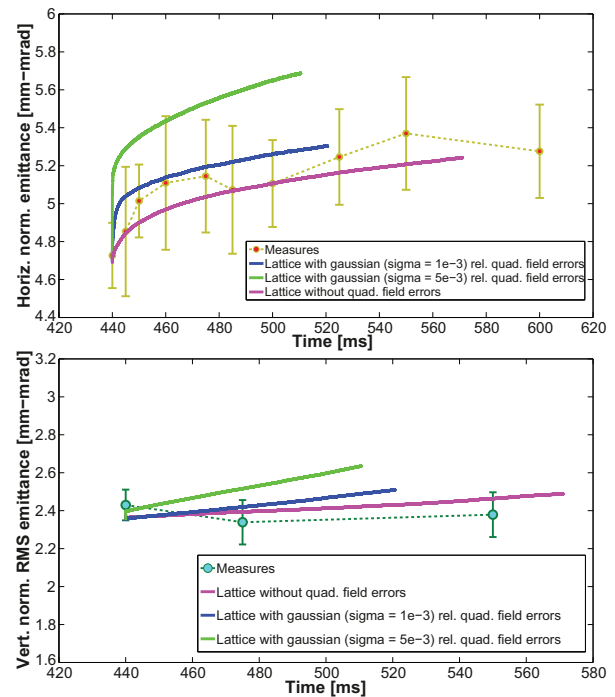 6
5.8
5.6
5.4
5.2
5
4.8
4.6
4.4
Horiz. norm. emittance [mm−mrad]
Measures
Lattice with gaussian (sigma = 1e−3) rel. quad. field errors
Lattice with gaussian (sigma = 5e−3) rel. quad. field errors
Lattice without quad. field errors
420 440 460 480 500 520 540 560 580 600 620
Time [ms]
3.2
3
2.8
2.6
2.4
2.2
2
1.8
1.6
Vert. norm. RMS emittance [mm−mrad]
Measures
Lattice without quad. field errors
Lattice with gaussian (sigma = 1e−3) rel. quad. field errors
Lattice with gaussian (sigma = 5e−3) rel. quad. field errors
420 440 460 480 500 520 540 560 580
Time [ms]